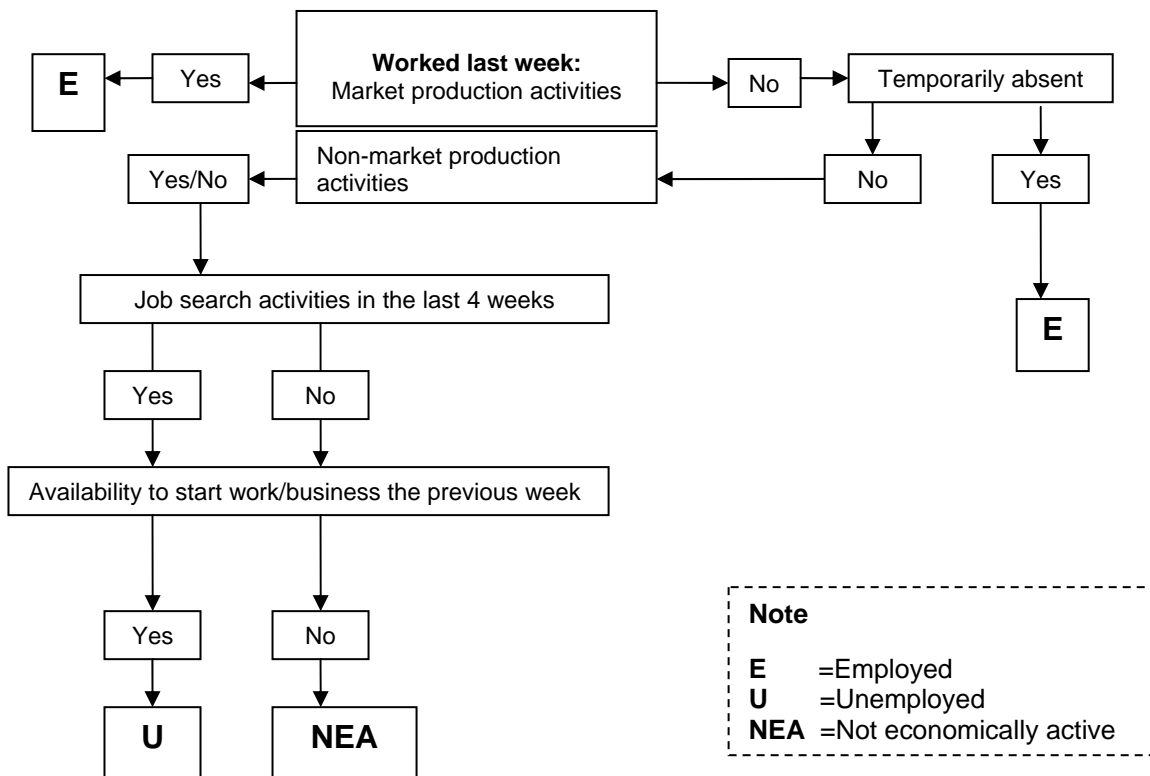 E
Yes
Worked last week:
Market production activities
No
Temporarily absent
Yes/No
Non-market production
activities
No
Yes
Job search activities in the last 4 weeks
E
Yes
No
Availability to start work/business the previous week
Yes
No
U
NEA
Note
E =Employed
U =Unemployed
NEA =Not economically active